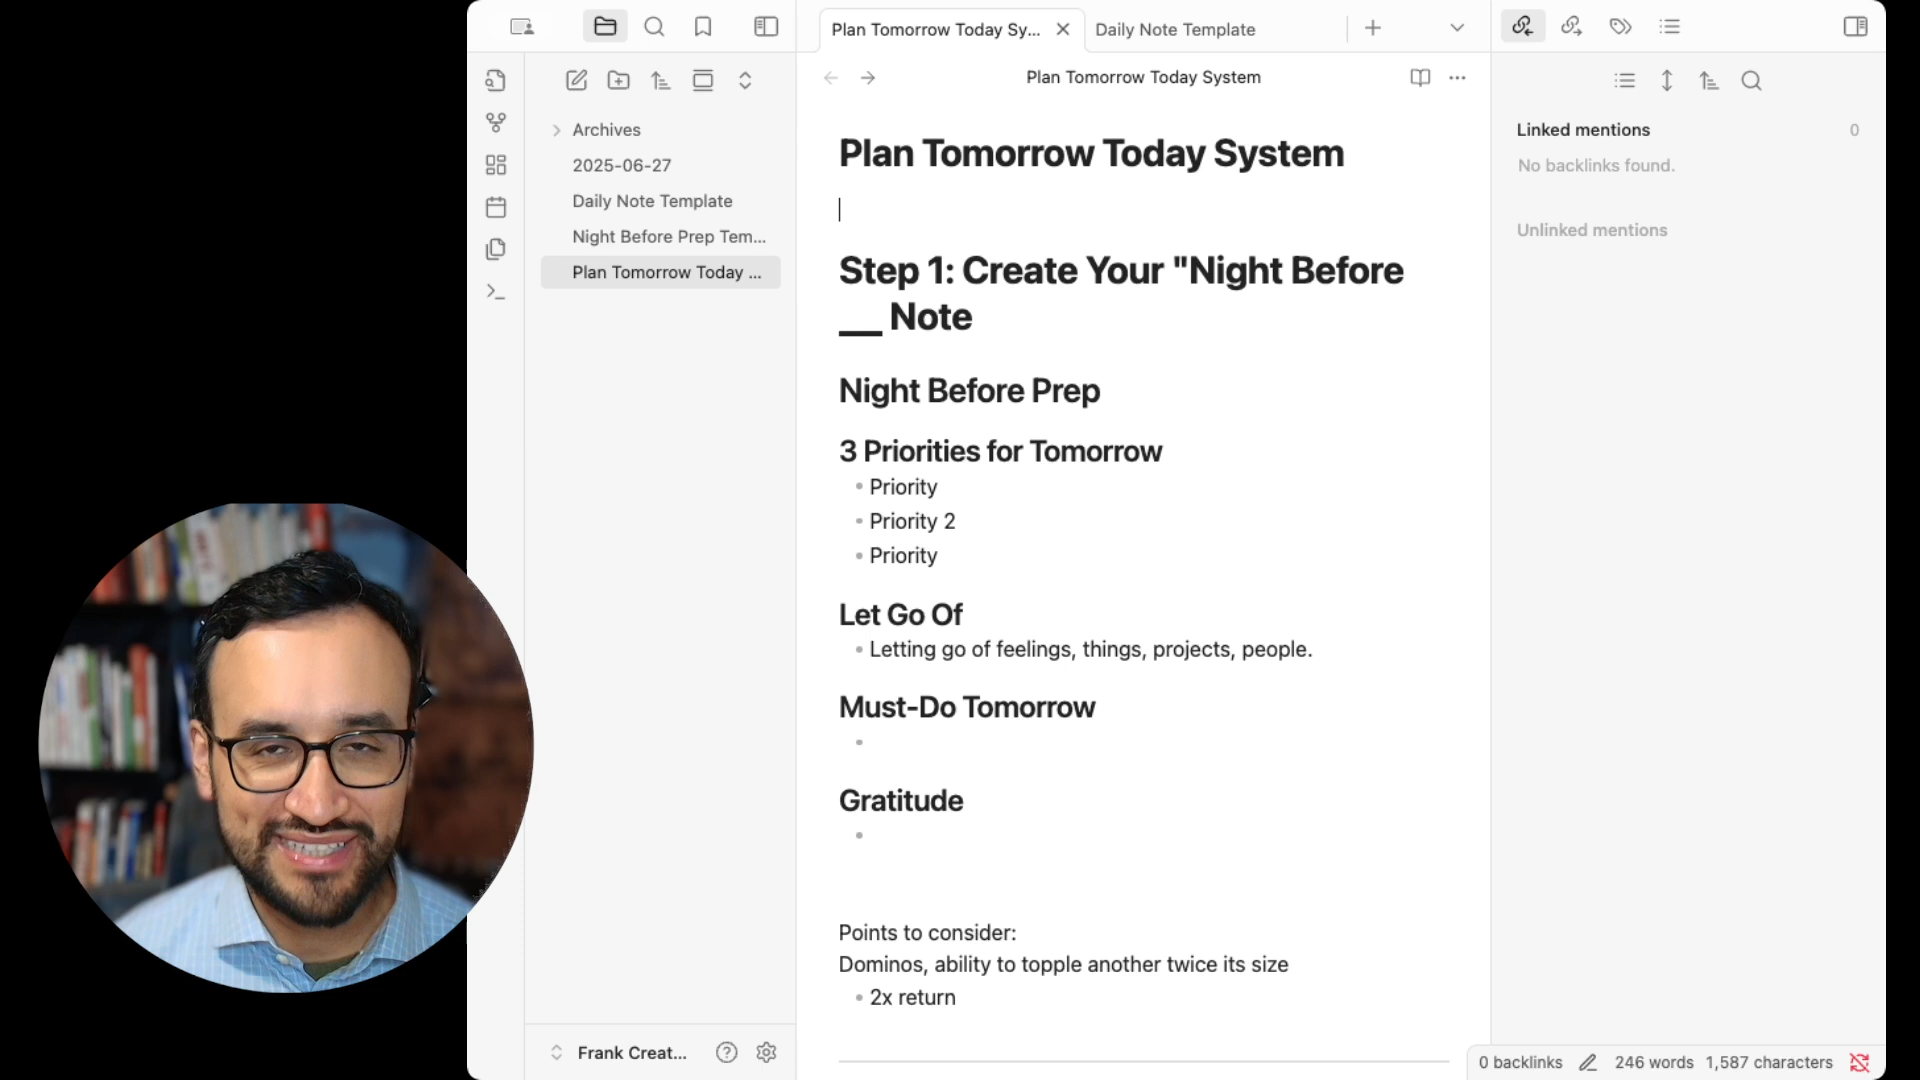 Plan Tomorrow Today Sy...
Daily Note Template
Plan Tomorrow Today System
Archives
2025-06-27
Daily Note Template
Night Before Prep Tem...
Plan Tomorrow Today ...
Plan Tomorrow Today System
Step 1: Create Your "Night Before
__ Note
Night Before Prep
3 Priorities for Tomorrow
• Priority
• Priority 2
• Priority
Let Go Of
• Letting go of feelings, things, projects, people.
Must-Do Tomorrow
•
Gratitude
•
Points to consider:
Dominos, ability to topple another twice its size
• 2x return
Linked mentions 0
No backlinks found.
Unlinked mentions
Frank Creat...
0 backlinks 246 words 1,587 characters